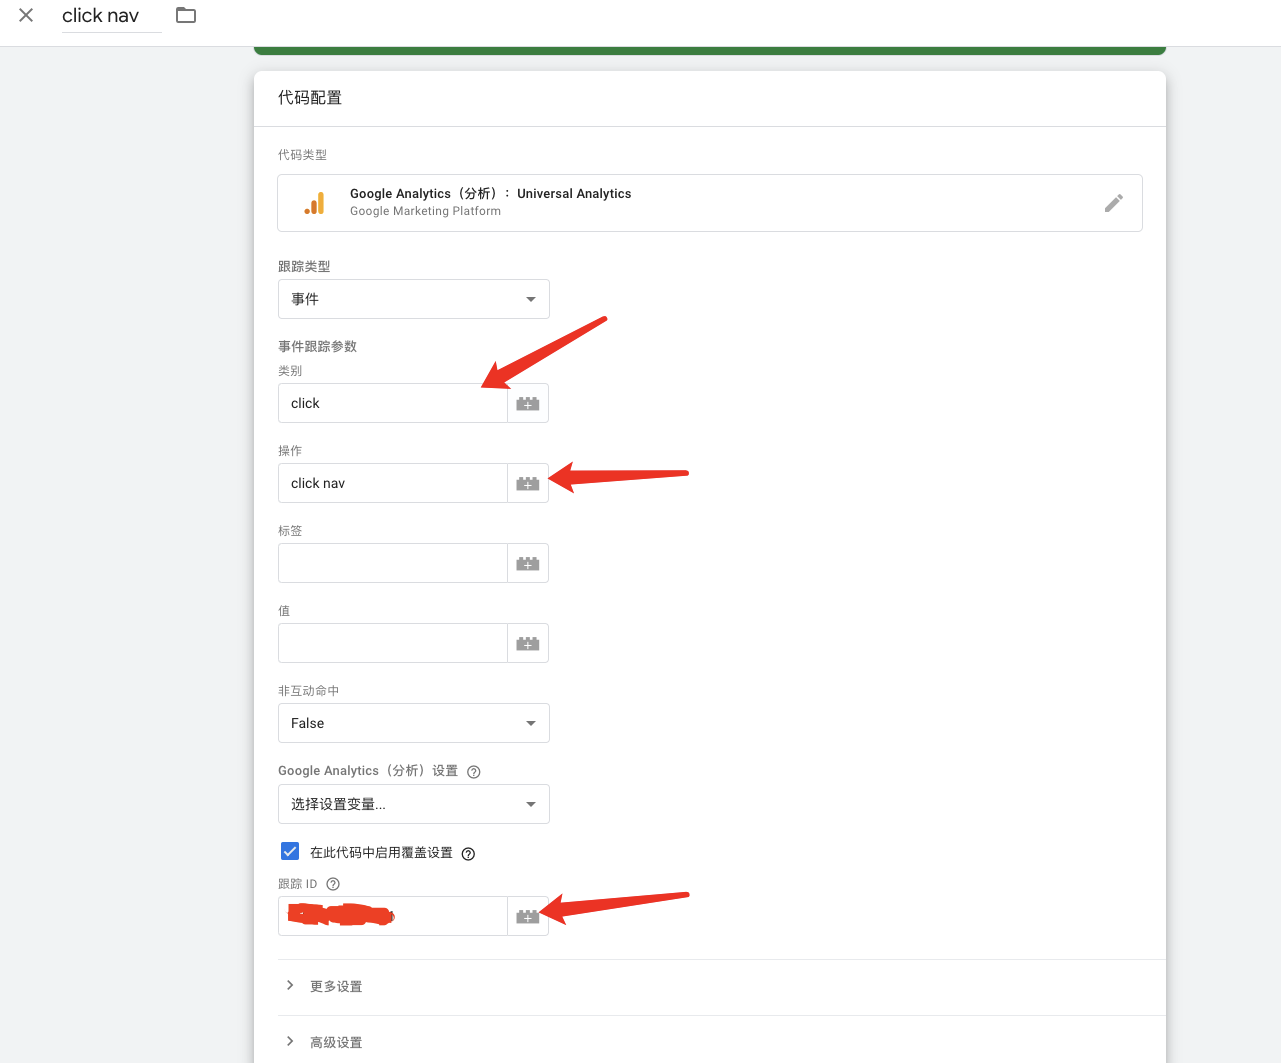 click nav
代码配置
代码类型
Google Analytics（分析）： Universal Analytics
Google Marketing Platform
跟踪类型
事件
事件跟踪参数
类别
click
操作
click nav
标签
值
非互动命中
False
Google Analytics（分析）设置
选择设置变量...
在此代码中启用覆盖设置
跟踪 ID
更多设置
高级设置